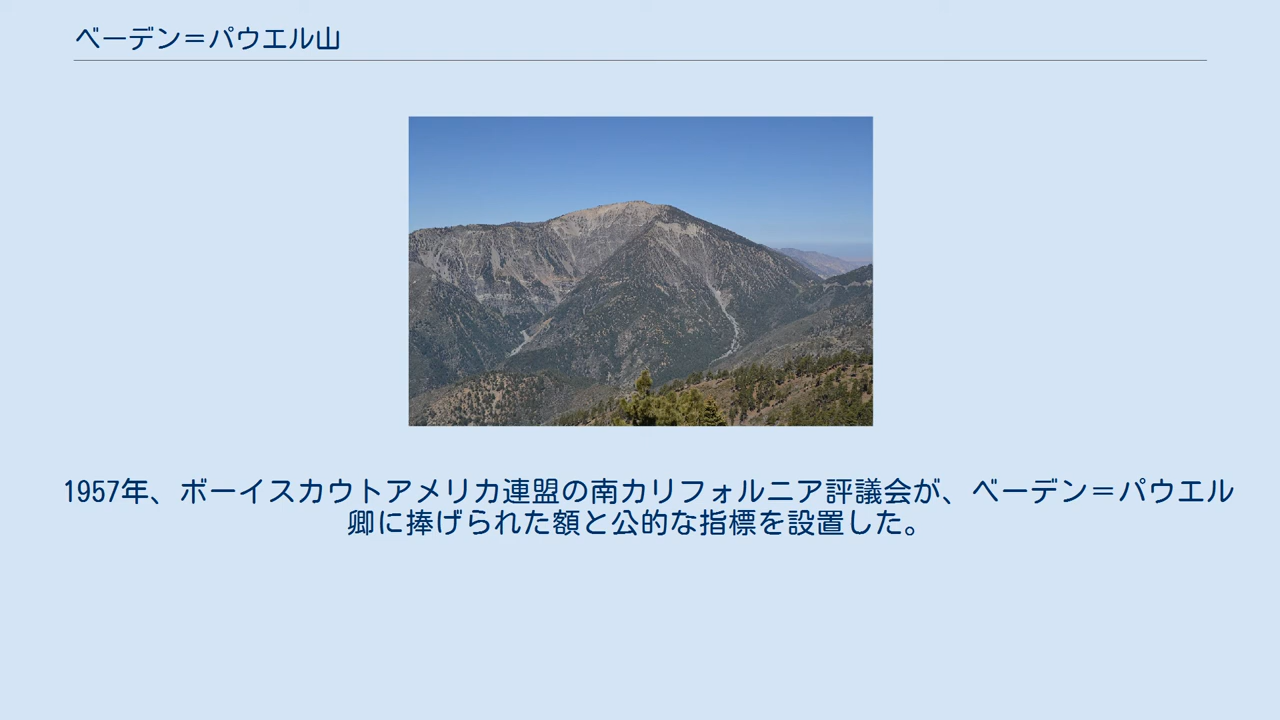 ベーデン＝パウエル山
1957年、ボーイスカウトアメリカ連盟の南カリフォルニア評議会が、ベーデン＝パウエル
卿に捧げられた額と公的な指標を設置した。